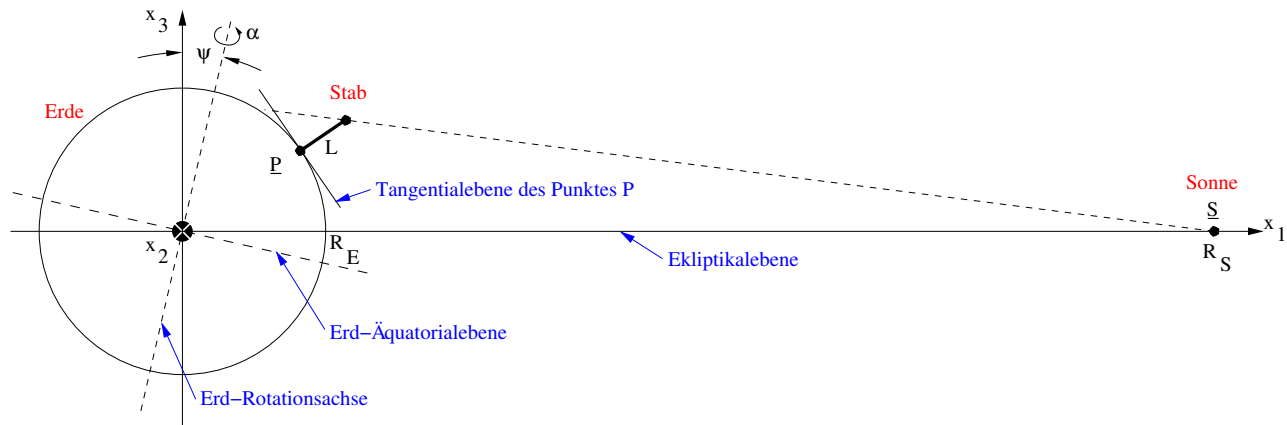 x3
α
ψ
Stab
Erde
L
P
Tangentialebene des Punktes P
Sonne
S
x1
x2
RE
Ekliptikalebene
RS
Erd–Äquatorialebene
Erd–Rotationsachse